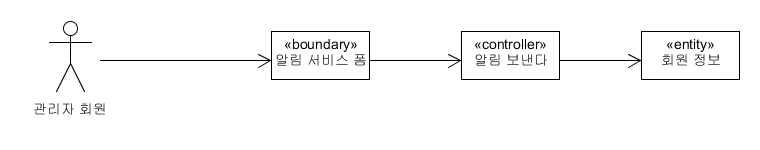 관리자 회원
«boundary»
알림 서비스 폼
«controller»
알림 보낸다
«entity»
회원 정보